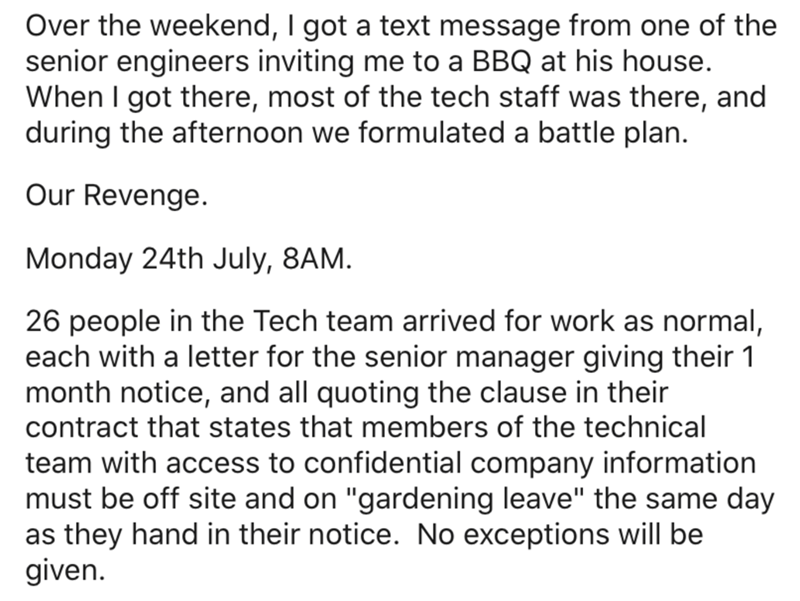 Over the weekend, I got a text message from one of the
senior engineers inviting me to a BBQ at his house.
When I got there, most of the tech staff was there, and
during the afternoon we formulated a battle plan.
Our Revenge.
Monday 24th July, 8AM.
26 people in the Tech team arrived for work as normal,
each with a letter for the senior manager giving their 1
month notice, and all quoting the clause in their
contract that states that members of the technical
team with access to confidential company information
must be off site and on "gardening leave" the same day
as they hand in their notice.  No exceptions will be
given.